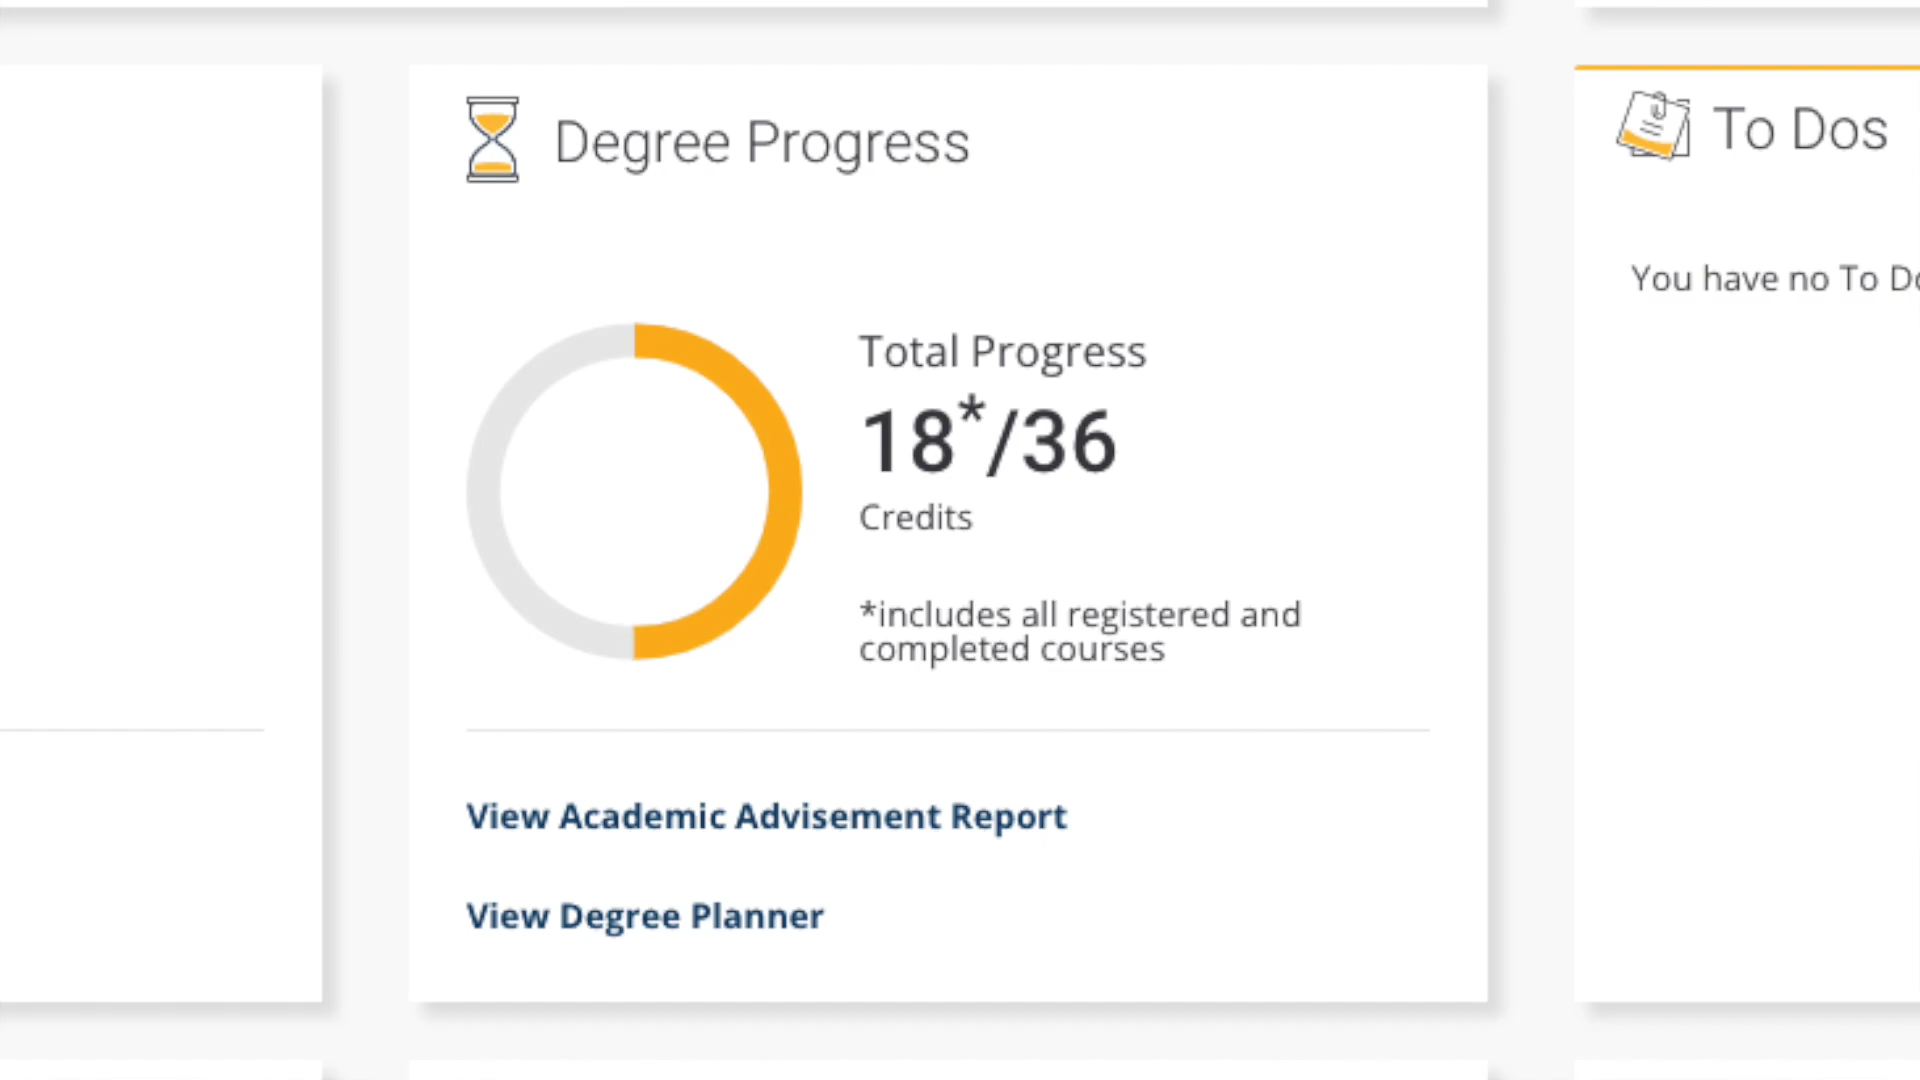 Degree Progress
To Dos
You have no To Do
Total Progress
18*/36
Credits
*includes all registered and
completed courses
View Academic Advisement Report
View Degree Planner